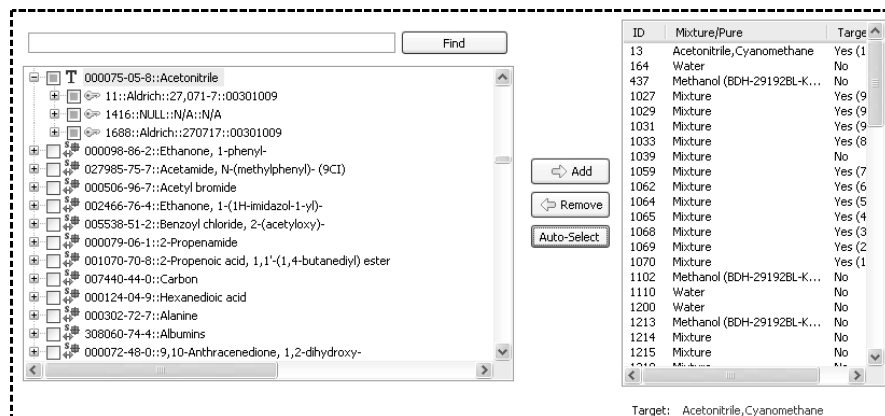 Find
T 000075-05-8::Acetonitrile
11::Aldrich::27,071-7::00301009
1416::NULL::N/A::N/A
1688::Aldrich::270717::00301009
000098-86-2::Ethanone, 1-phenyl-
027985-75-7::Acetamide, N-(methylphenyl)- (9CI)
000506-96-7::Acetyl bromide
002466-76-4::Ethanone, 1-(1H-imidazol-1-yl)-
005538-51-2::Benzoyl chloride, 2-(acetyloxy)-
000079-06-1::2-Propenamide
001070-70-8::2-Propenoic acid, 1,1'-(1,4-butanediyl) ester
007440-44-0::Carbon
000124-04-9::Hexanedioic acid
000302-72-7::Alanine
308060-74-4::Albumins
000072-48-0::9,10-Anthracenedione, 1,2-dihydroxy-
Add
Remove
Auto-Select
ID Mixture/Pure Targe
13 Acetonitrile,Cyanomethane Yes (1
164 Water No
437 Methanol (BDH-29192BL-K... No
1027 Mixture Yes (9
1029 Mixture Yes (9
1031 Mixture Yes (9
1033 Mixture Yes (8
1039 Mixture No
1059 Mixture Yes (7
1062 Mixture Yes (6
1064 Mixture Yes (5
1065 Mixture Yes (4
1068 Mixture Yes (3
1069 Mixture Yes (2
1070 Mixture Yes (1
1102 Methanol (BDH-29192BL-K... No
1110 Water No
1200 Water No
1213 Methanol (BDH-29192BL-K... No
1214 Mixture No
1215 Mixture No
Target: Acetonitrile,Cyanomethane